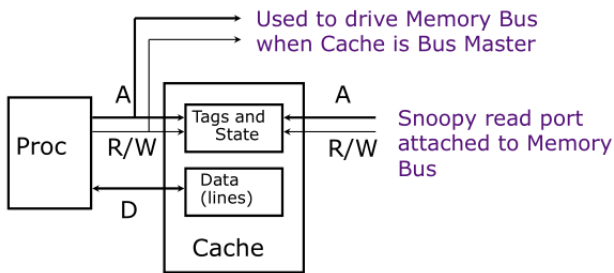 Used to drive Memory Bus
when Cache is Bus Master
A
A
Tags and
State
Snoopy read port
attached to Memory
Bus
Proc
R/W
R/W
Data
(lines)
D
Cache